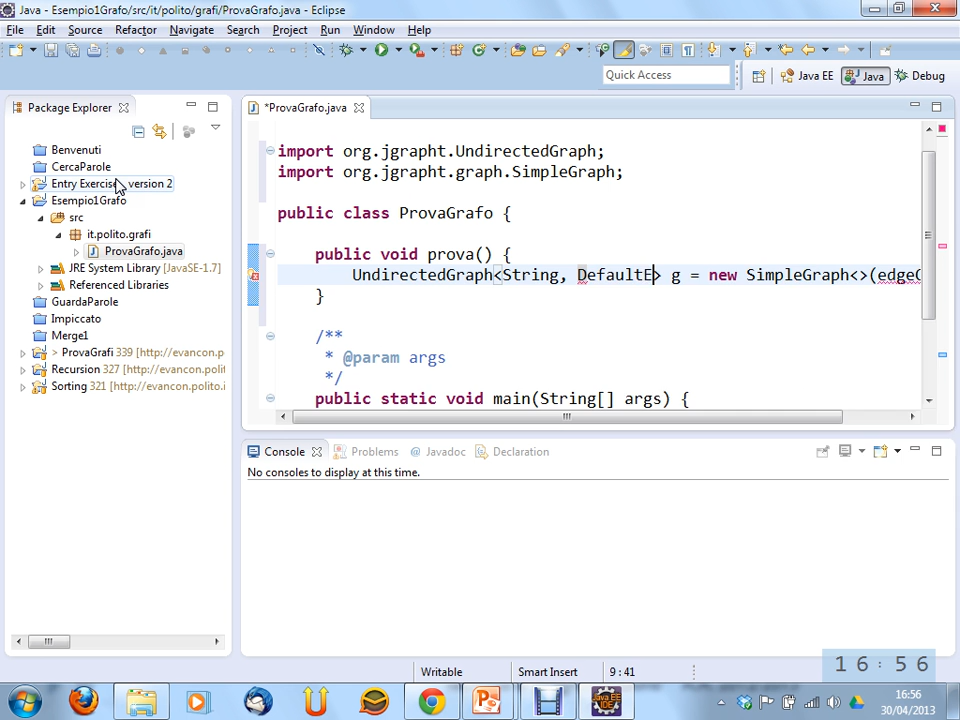 Java - Esempio1Grafo/src/it/polito/grafi/ProvaGrafo.java - Eclipse
File Edit Source Refactor Navigate Search Project Run Window Help
Quick Access
Java EE Java Debug
Package Explorer
Benvenuti
CercaParole
Entry Exercise version 2
Esempio1Grafo
src
it.polito.grafi
ProvaGrafo.java
JRE System Library [JavaSE-1.7]
Referenced Libraries
GuardaParole
Impiccato
Merge1
> ProvaGrafi 339 [http://evancon.po
Recursion 327 [http://evancon.polit
Sorting 321 [http://evancon.polito.i
*ProvaGrafo.java
import org.jgrapht.UndirectedGraph;
import org.jgrapht.graph.SimpleGraph;
public class ProvaGrafo {
public void prova() {
UndirectedGraph<String, DefaultE> g = new SimpleGraph<>(edge
}
/**
* @param args
*/
public static void main(String[] args) {
Console Problems @ Javadoc Declaration
No consoles to display at this time.
Writable Smart Insert 9 : 41
16:56
16:56
30/04/2013